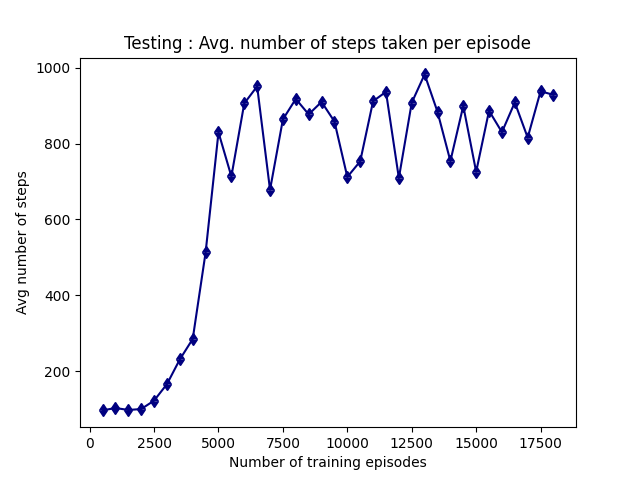 Testing : Avg. number of steps taken per episode
1000
800
600
400
200
Avg number of steps
0 2500 5000 7500 10000 12500 15000 17500
Number of training episodes